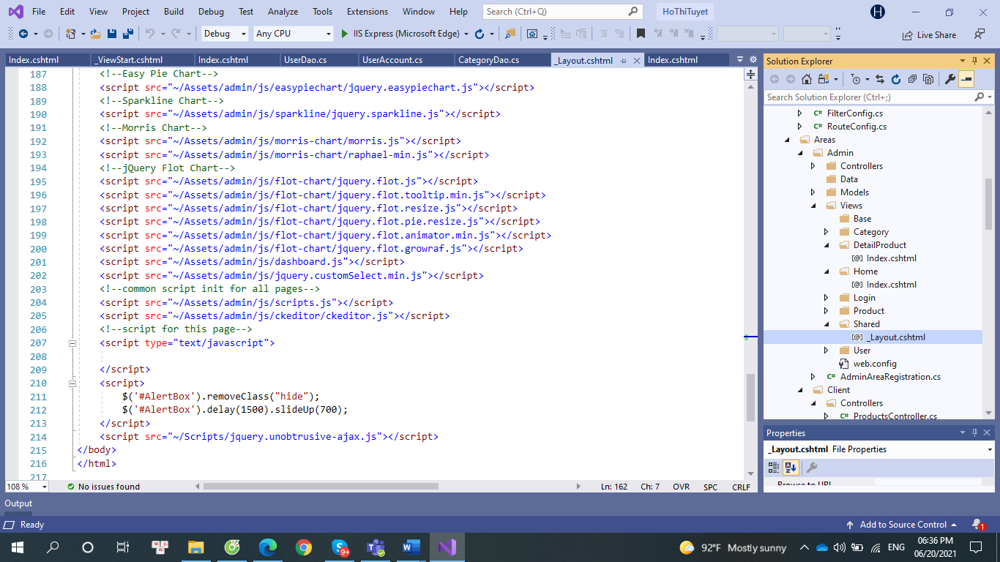 File Edit View Project Build Debug Test Analyze Tools Extensions Window Help Search (Ctrl+Q) HoThiTuyet H
Debug Any CPU IIS Express (Microsoft Edge) Live Share
Index.cshtml _ViewStart.cshtml Index.cshtml UserDao.cs UserAccount.cs CategoryDao.cs _Layout.cshtml Index.cshtml
187 <!--Easy Pie Chart-->
188 <script src="~/Assets/admin/js/easypiechart/jquery.easypiechart.js"></script>
189 <!--Sparkline Chart-->
190 <script src="~/Assets/admin/js/sparkline/jquery.sparkline.js"></script>
191 <!--Morris Chart-->
192 <script src="~/Assets/admin/js/morris-chart/morris.js"></script>
193 <script src="~/Assets/admin/js/morris-chart/raphael-min.js"></script>
194 <!--jQuery Flot Chart-->
195 <script src="~/Assets/admin/js/flot-chart/jquery.flot.js"></script>
196 <script src="~/Assets/admin/js/flot-chart/jquery.flot.tooltip.min.js"></script>
197 <script src="~/Assets/admin/js/flot-chart/jquery.flot.resize.js"></script>
198 <script src="~/Assets/admin/js/flot-chart/jquery.flot.pie.resize.js"></script>
199 <script src="~/Assets/admin/js/flot-chart/jquery.flot.animator.min.js"></script>
200 <script src="~/Assets/admin/js/flot-chart/jquery.flot.growraf.js"></script>
201 <script src="~/Assets/admin/js/dashboard.js"></script>
202 <script src="~/Assets/admin/js/jquery.customSelect.min.js"></script>
203 <!--common script init for all pages-->
204 <script src="~/Assets/admin/js/scripts.js"></script>
205 <script src="~/Assets/admin/js/ckeditor/ckeditor.js"></script>
206 <!--script for this page-->
207 <script type="text/javascript">
208
209 </script>
210 <script>
211 $('#AlertBox').removeClass("hide");
212 $('#AlertBox').delay(1500).slideUp(700);
213 </script>
214 <script src="~/Scripts/jquery.unobtrusive-ajax.js"></script>
215 </body>
216 </html>
217
108 % No issues found Ln: 162 Ch: 7 OVR SPC CRLF
Solution Explorer
Search Solution Explorer (Ctrl+;)
C# FilterConfig.cs
C# RouteConfig.cs
Areas
Admin
Controllers
Data
Models
Views
Base
Category
DetailProduct
[@] Index.cshtml
Home
[@] Index.cshtml
Login
Product
Shared
[@] _Layout.cshtml
User
web.config
C# AdminAreaRegistration.cs
Client
Controllers
C# ProductsController.cs
Properties
_Layout.cshtml File Properties
Browse to URL
Output
Ready Add to Source Control 1
9+ 92°F Mostly sunny ENG 06:36 PM
06/20/2021